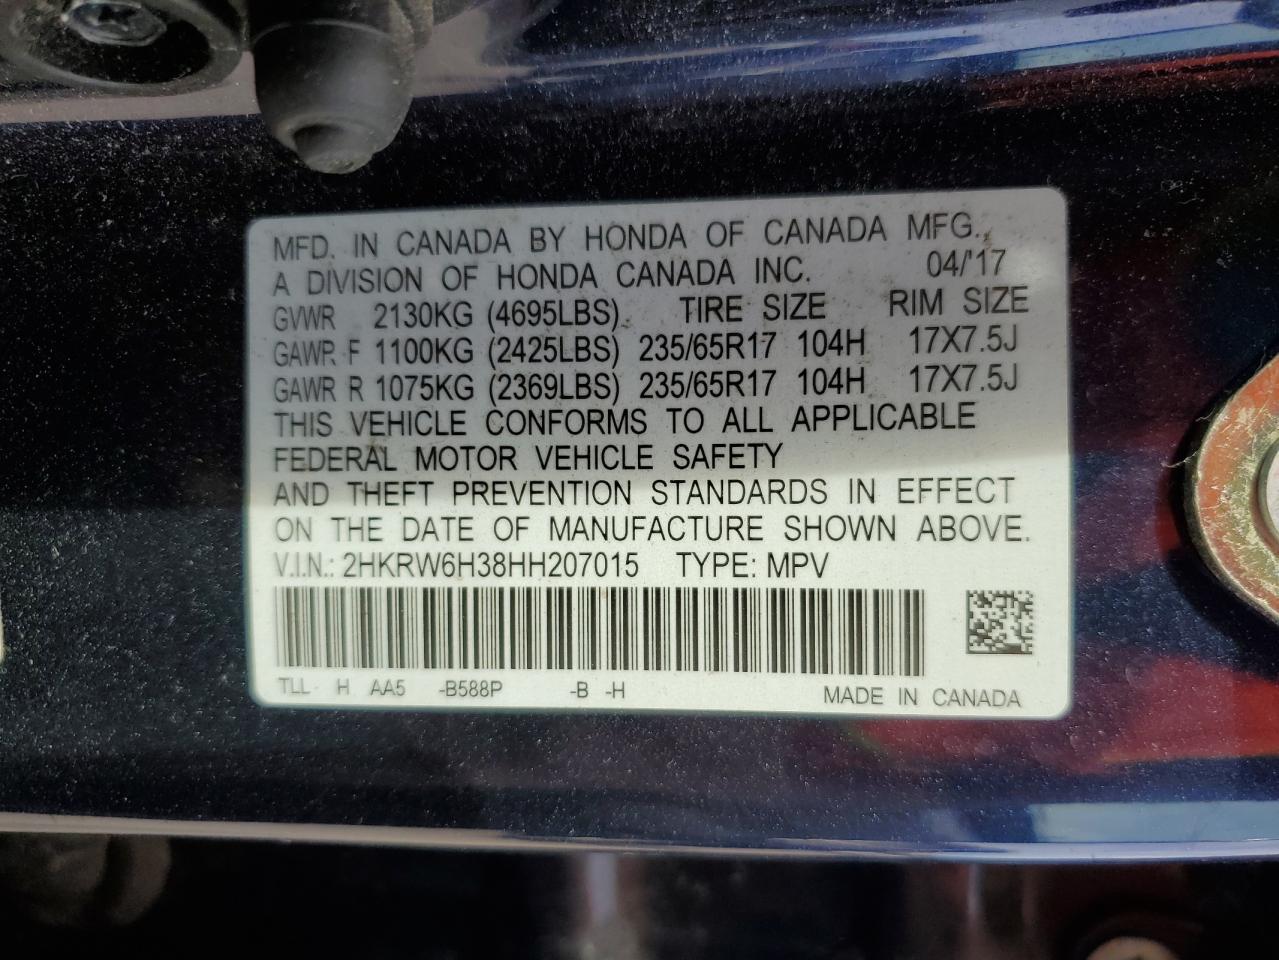 MFD. IN CANADA BY HONDA OF CANADA MFG.,
A DIVISION OF HONDA CANADA INC. 04/'17
GVWR 2130KG (4695LBS) TIRE SIZE RIM SIZE
GAWR F 1100KG (2425LBS) 235/65R17 104H 17X7.5J
GAWR R 1075KG (2369LBS) 235/65R17 104H 17X7.5J
THIS VEHICLE CONFORMS TO ALL APPLICABLE
FEDERAL MOTOR VEHICLE SAFETY
AND THEFT PREVENTION STANDARDS IN EFFECT
ON THE DATE OF MANUFACTURE SHOWN ABOVE.
V.I.N.: 2HKRW6H38HH207015 TYPE: MPV
TLL H AA5 -B588P -B -H MADE IN CANADA